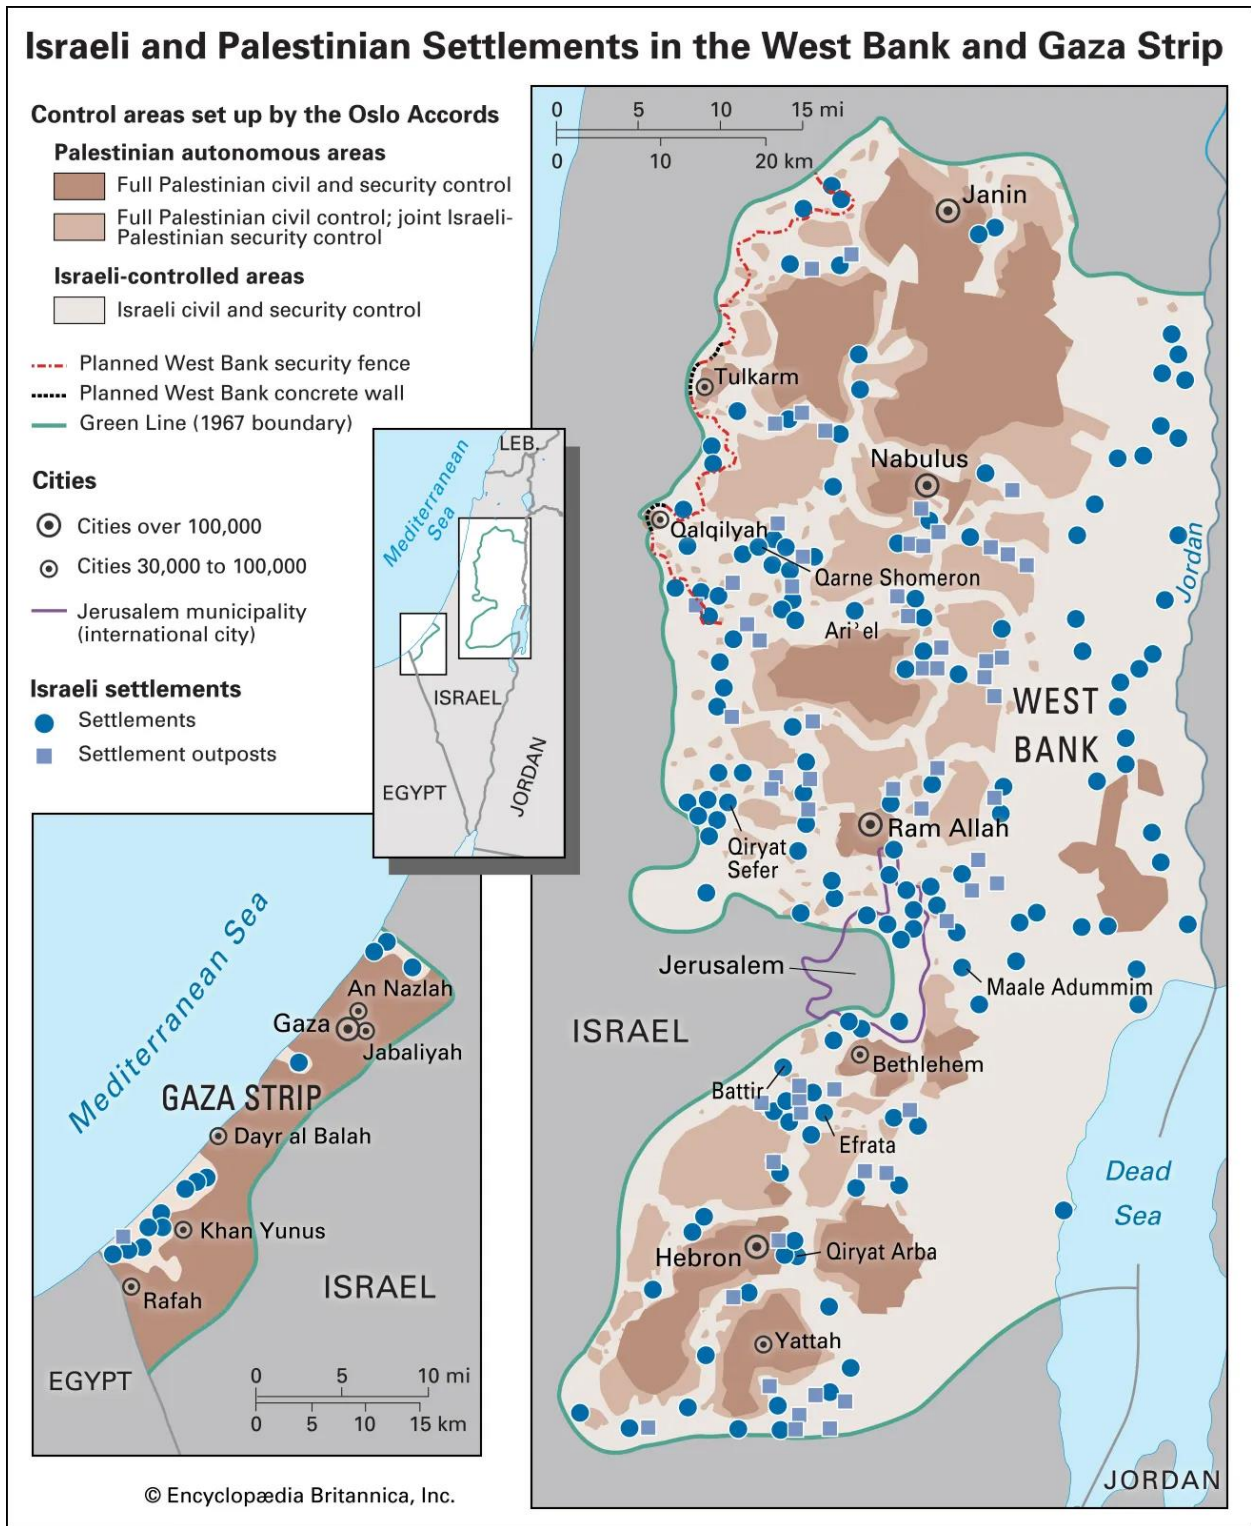 Israeli and Palestinian Settlements in the West Bank and Gaza Strip
Control areas set up by the Oslo Accords
Palestinian autonomous areas
Full Palestinian civil and security control
Full Palestinian civil control; joint Israeli-
Palestinian security control
Israeli-controlled areas
Israeli civil and security control
Planned West Bank security fence
Planned West Bank concrete wall
Green Line (1967 boundary)
Cities
Cities over 100,000
Cities 30,000 to 100,000
Jerusalem municipality
(international city)
Israeli settlements
Settlements
Settlement outposts
LEB.
Mediterranean
Sea
ISRAEL
EGYPT
JORDAN
0 5 10 15 mi
0 10 20 km
Janin
Tulkarm
Nabulus
Qalqilyah
Qarne Shomeron
Ari'el
Jordan
WEST
BANK
Ram Allah
Qiryat
Sefer
Jerusalem
Maale Adummim
ISRAEL
Bethlehem
Battir
Efrata
Dead
Sea
Hebron
Qiryat Arba
Yattah
JORDAN
Mediterranean Sea
An Nazlah
Gaza
Jabaliyah
GAZA STRIP
Dayr al Balah
Khan Yunus
Rafah
ISRAEL
EGYPT
0 5 10 mi
0 5 10 15 km
© Encyclopædia Britannica, Inc.